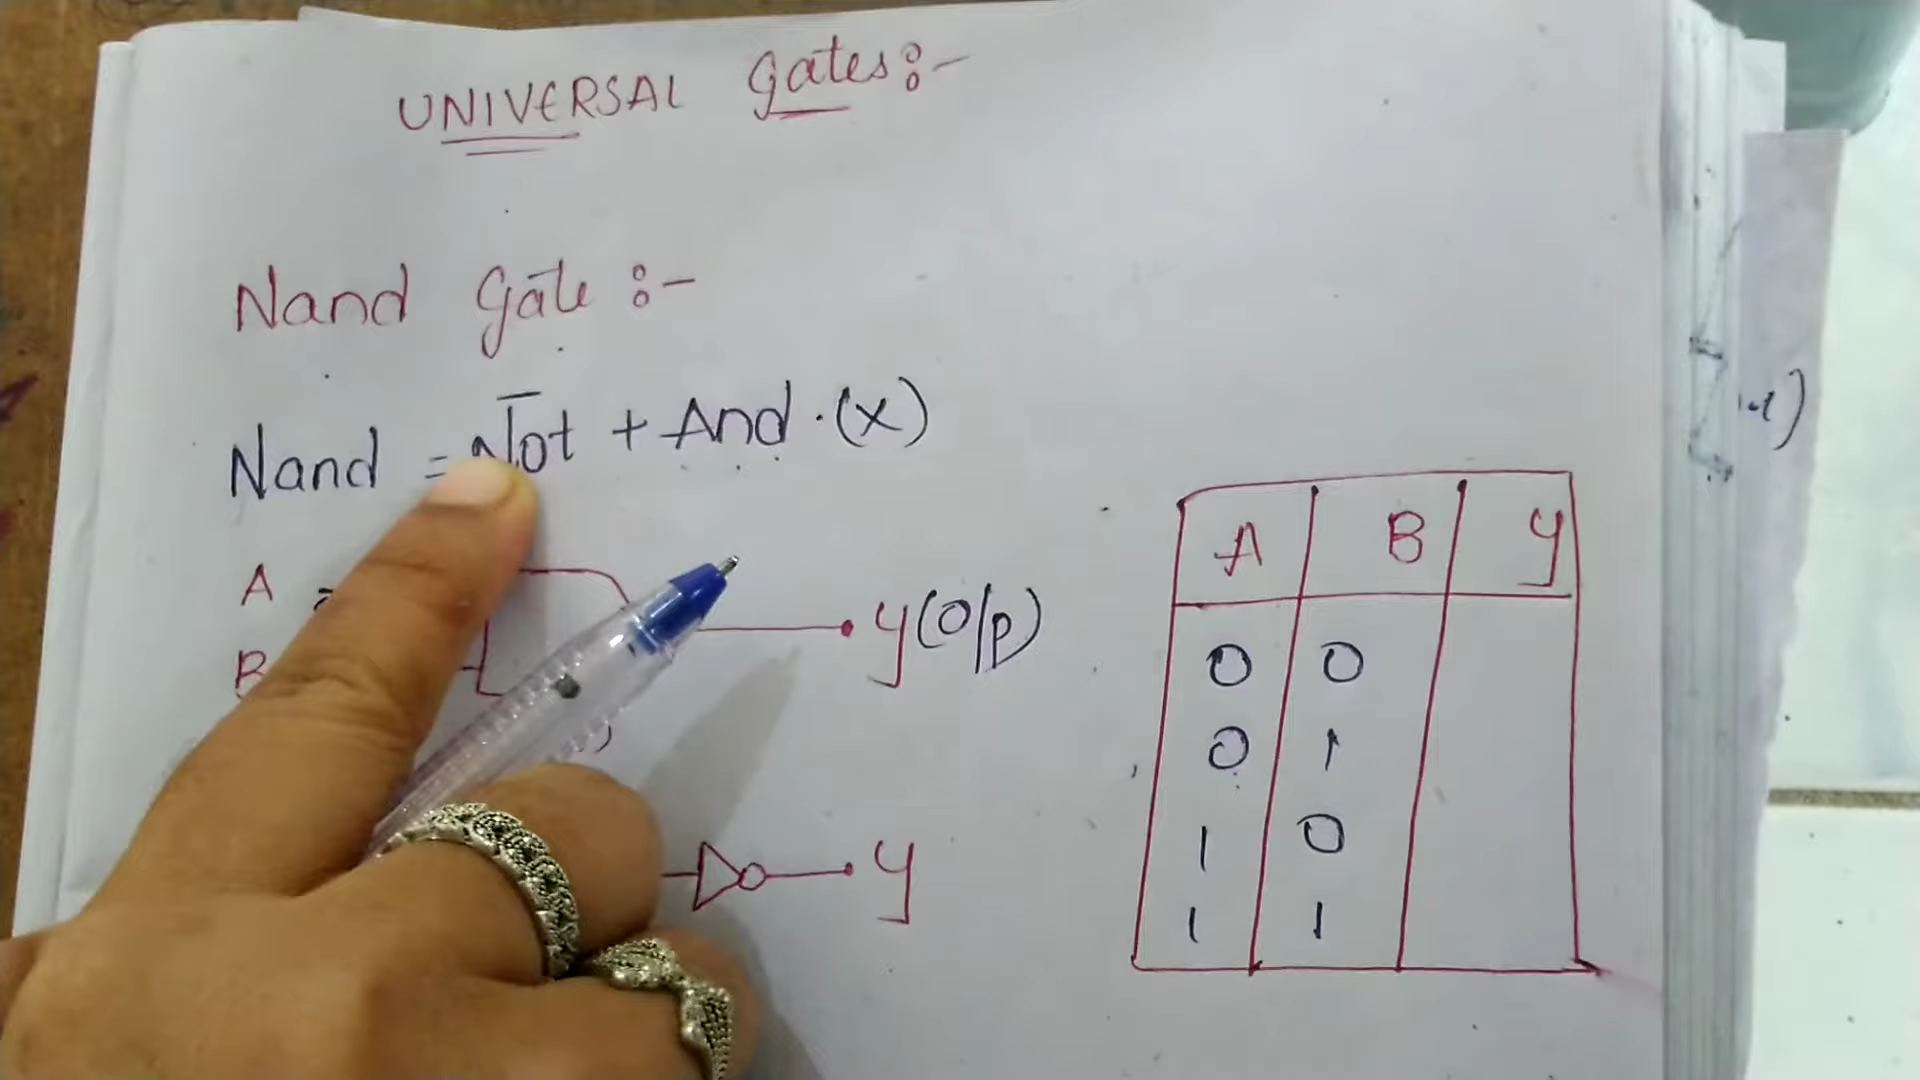 UNIVERSAL Gates:-
Nand Gate :-
Nand = Not + And . (x)
A
B
y (O/p)
y
A B y
0 0
0 1
1 0
1 1